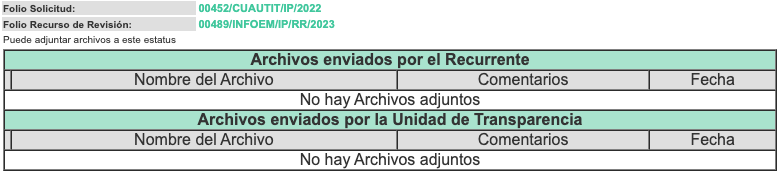 Folio Solicitud: 00452/CUAUTIT/IP/2022
Folio Recurso de Revisión: 00489/INFOEM/IP/RR/2023
Puede adjuntar archivos a este estatus
Archivos enviados por el Recurrente
Nombre del Archivo Comentarios Fecha
No hay Archivos adjuntos
Archivos enviados por la Unidad de Transparencia
Nombre del Archivo Comentarios Fecha
No hay Archivos adjuntos